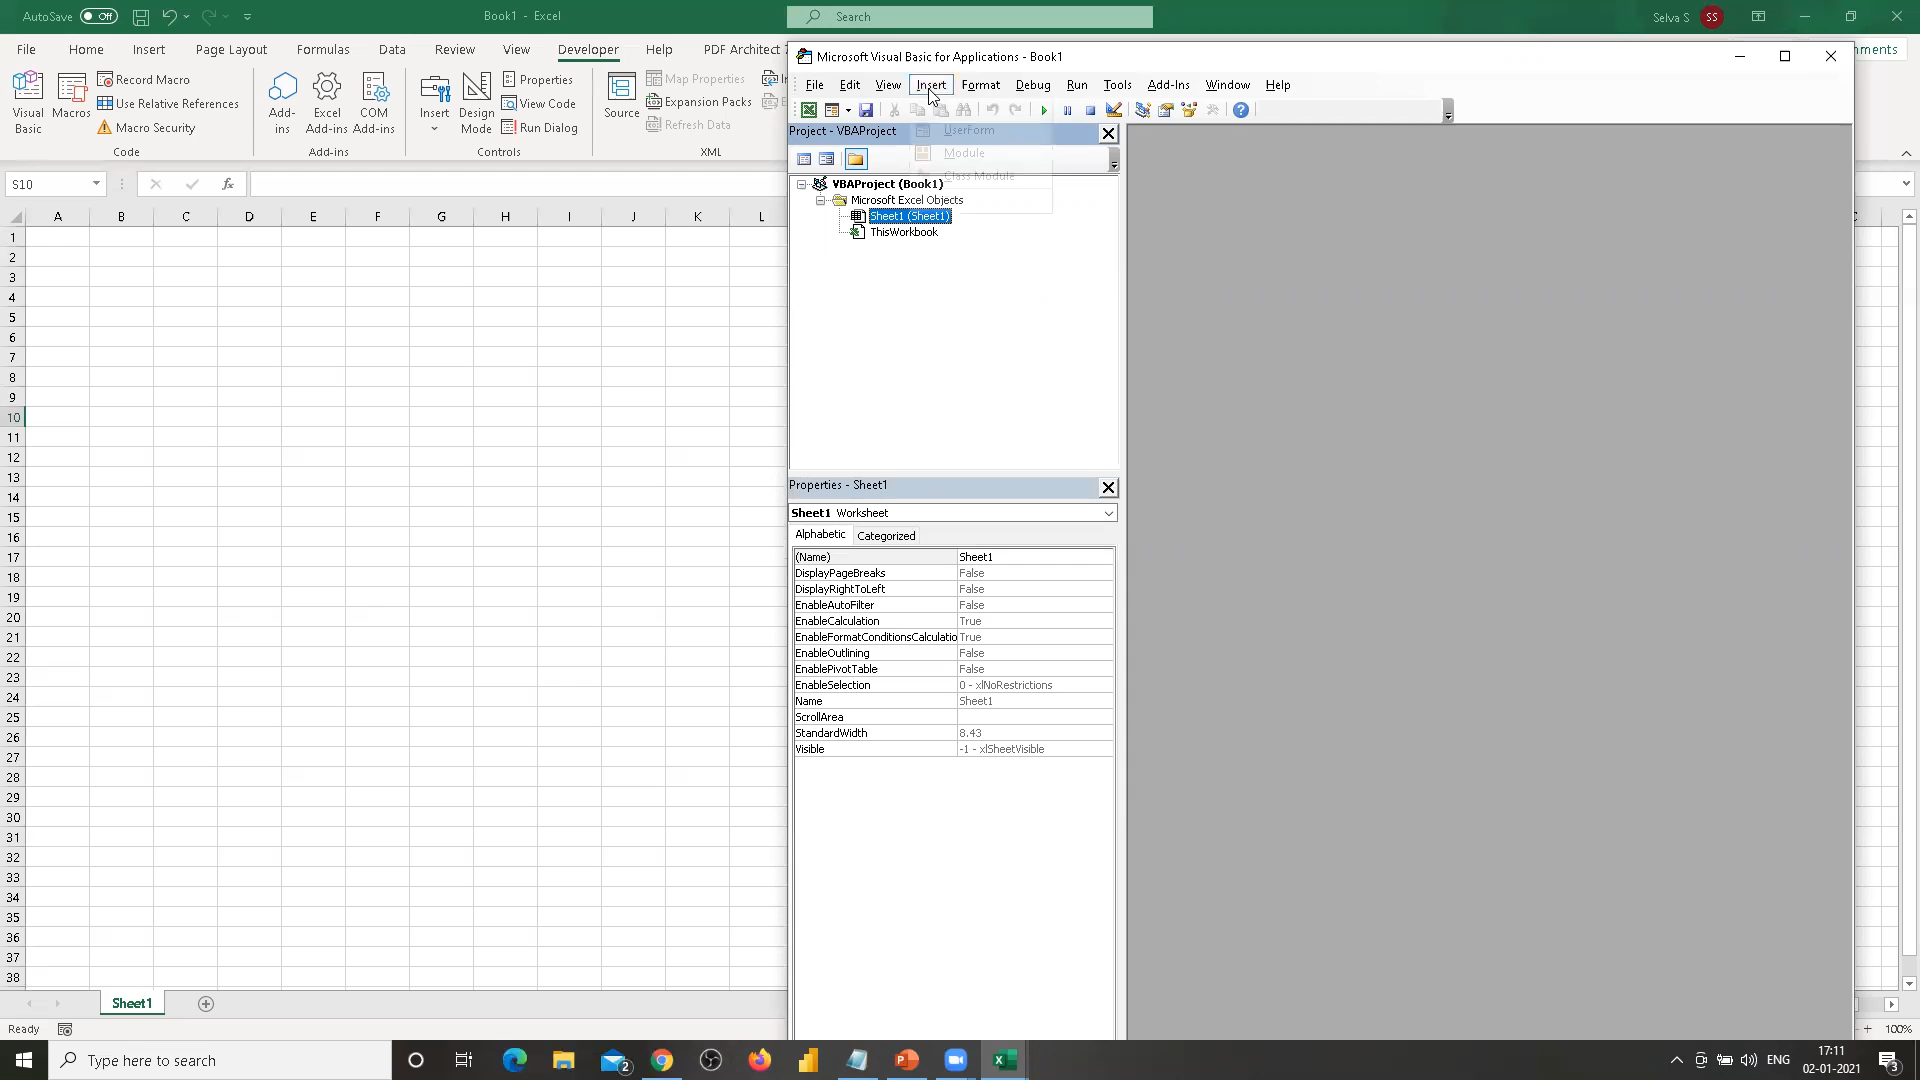 AutoSave Off
Book1 - Excel
Search
Selva S SS
File Home Insert Page Layout Formulas Data Review View Developer Help PDF Architect 7
Visual Basic
Macros
Record Macro
Use Relative References
Macro Security
Code
Add-ins
Excel Add-ins
COM Add-ins
Add-ins
Insert
Design Mode
Properties
View Code
Run Dialog
Controls
Source
Map Properties
Expansion Packs
Refresh Data
XML
S10
fx
A B C D E F G H I J K L
1
2
3
4
5
6
7
8
9
10
11
12
13
14
15
16
17
18
19
20
21
22
23
24
25
26
27
28
29
30
31
32
33
34
35
36
37
38
Sheet1
Ready
100%
Microsoft Visual Basic for Applications - Book1
File Edit View Insert Format Debug Run Tools Add-Ins Window Help
UserForm
Module
Class Module
Project - VBAProject
VBAProject (Book1)
Microsoft Excel Objects
Sheet1 (Sheet1)
ThisWorkbook
Properties - Sheet1
Sheet1 Worksheet
Alphabetic Categorized
(Name) Sheet1
DisplayPageBreaks False
DisplayRightToLeft False
EnableAutoFilter False
EnableCalculation True
EnableFormatConditionsCalculatio True
EnableOutlining False
EnablePivotTable False
EnableSelection 0 - xlNoRestrictions
Name Sheet1
ScrollArea
StandardWidth 8.43
Visible -1 - xlSheetVisible
Type here to search
2
ENG
17:11
02-01-2021
3